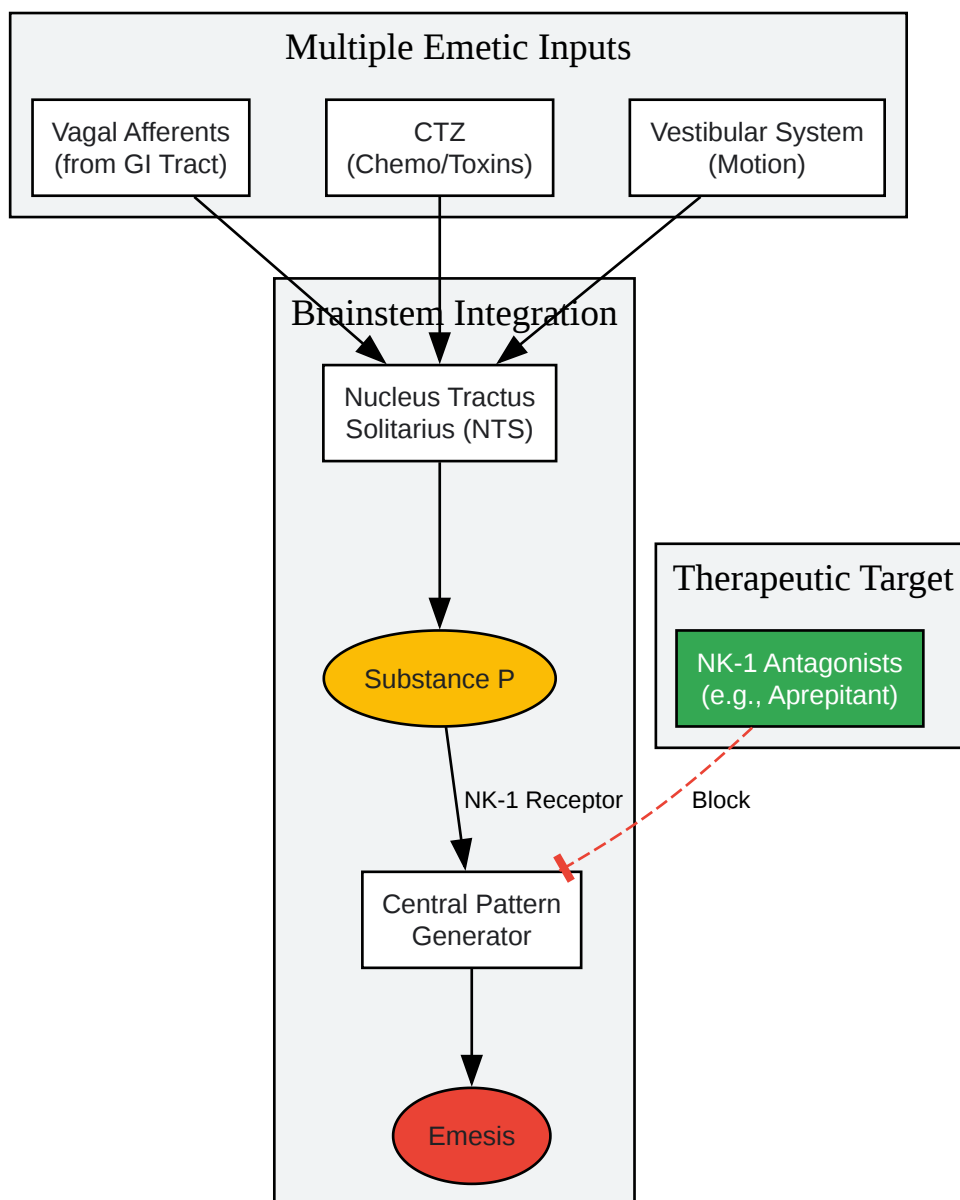 Multiple Emetic Inputs
Vagal Afferents
(from GI Tract)
CTZ
(Chemo/Toxins)
Vestibular System
(Motion)
Brainstem Integration
Nucleus Tractus
Solitarius (NTS)
Therapeutic Target
Substance P
NK-1 Antagonists
(e.g., Aprepitant)
NK-1 Receptor
Block
Central Pattern
Generator
Emesis